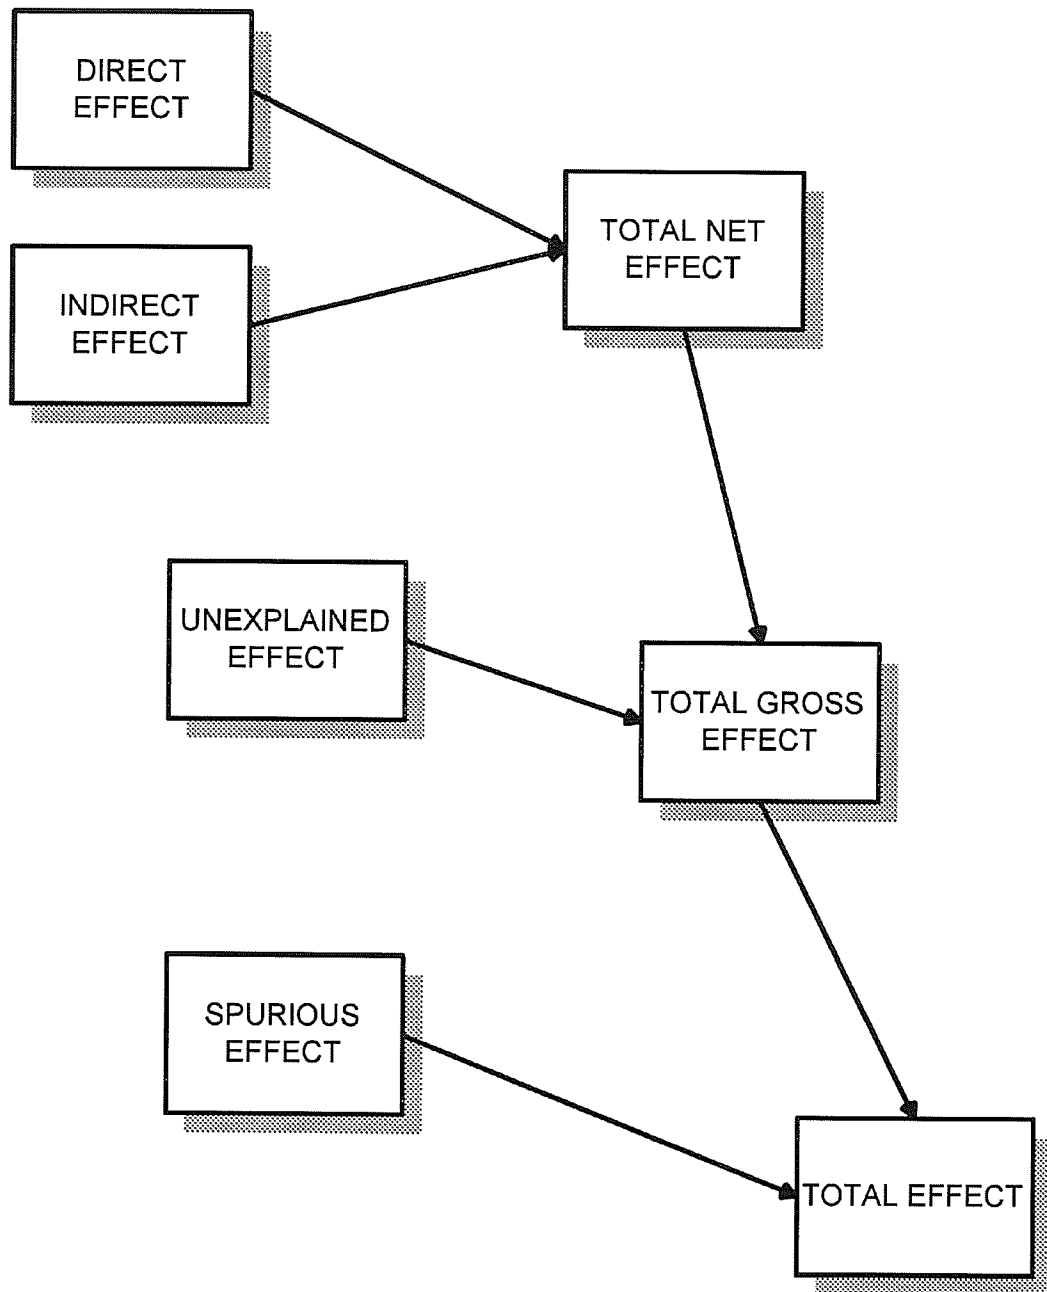 DIRECT
EFFECT
INDIRECT
EFFECT
TOTAL NET
EFFECT
UNEXPLAINED
EFFECT
TOTAL GROSS
EFFECT
SPURIOUS
EFFECT
TOTAL EFFECT